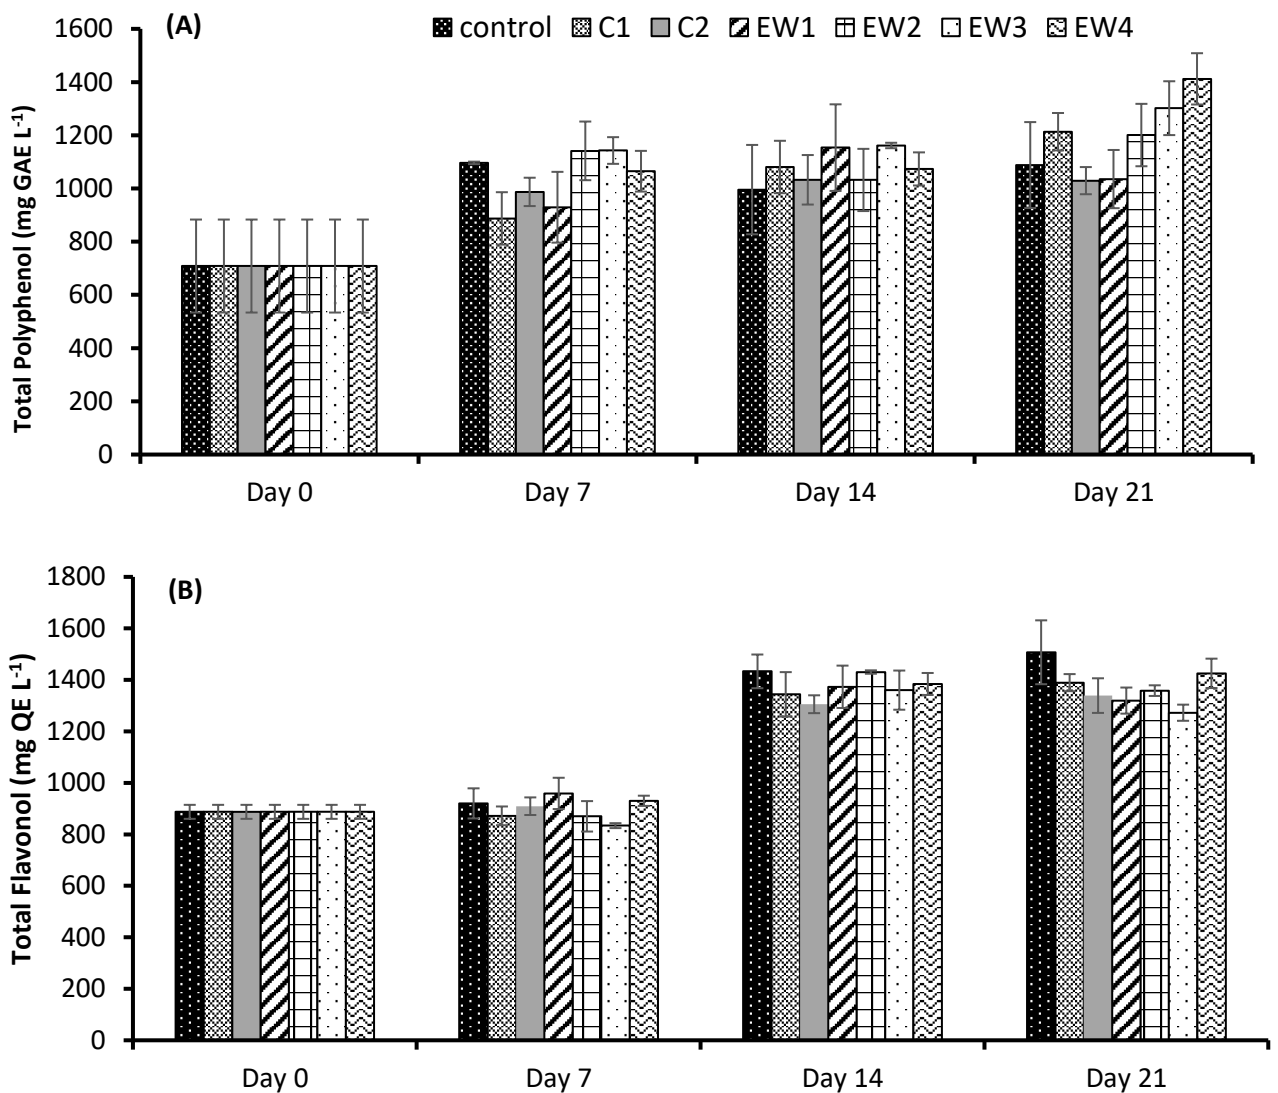 (A)
control C1 C2 EW1 EW2 EW3 EW4
Total Polyphenol (mg GAE L-1)
1600
1400
1200
1000
800
600
400
200
0
Day 0 Day 7 Day 14 Day 21
(B)
Total Flavonol (mg QE L-1)
1800
1600
1400
1200
1000
800
600
400
200
0
Day 0 Day 7 Day 14 Day 21